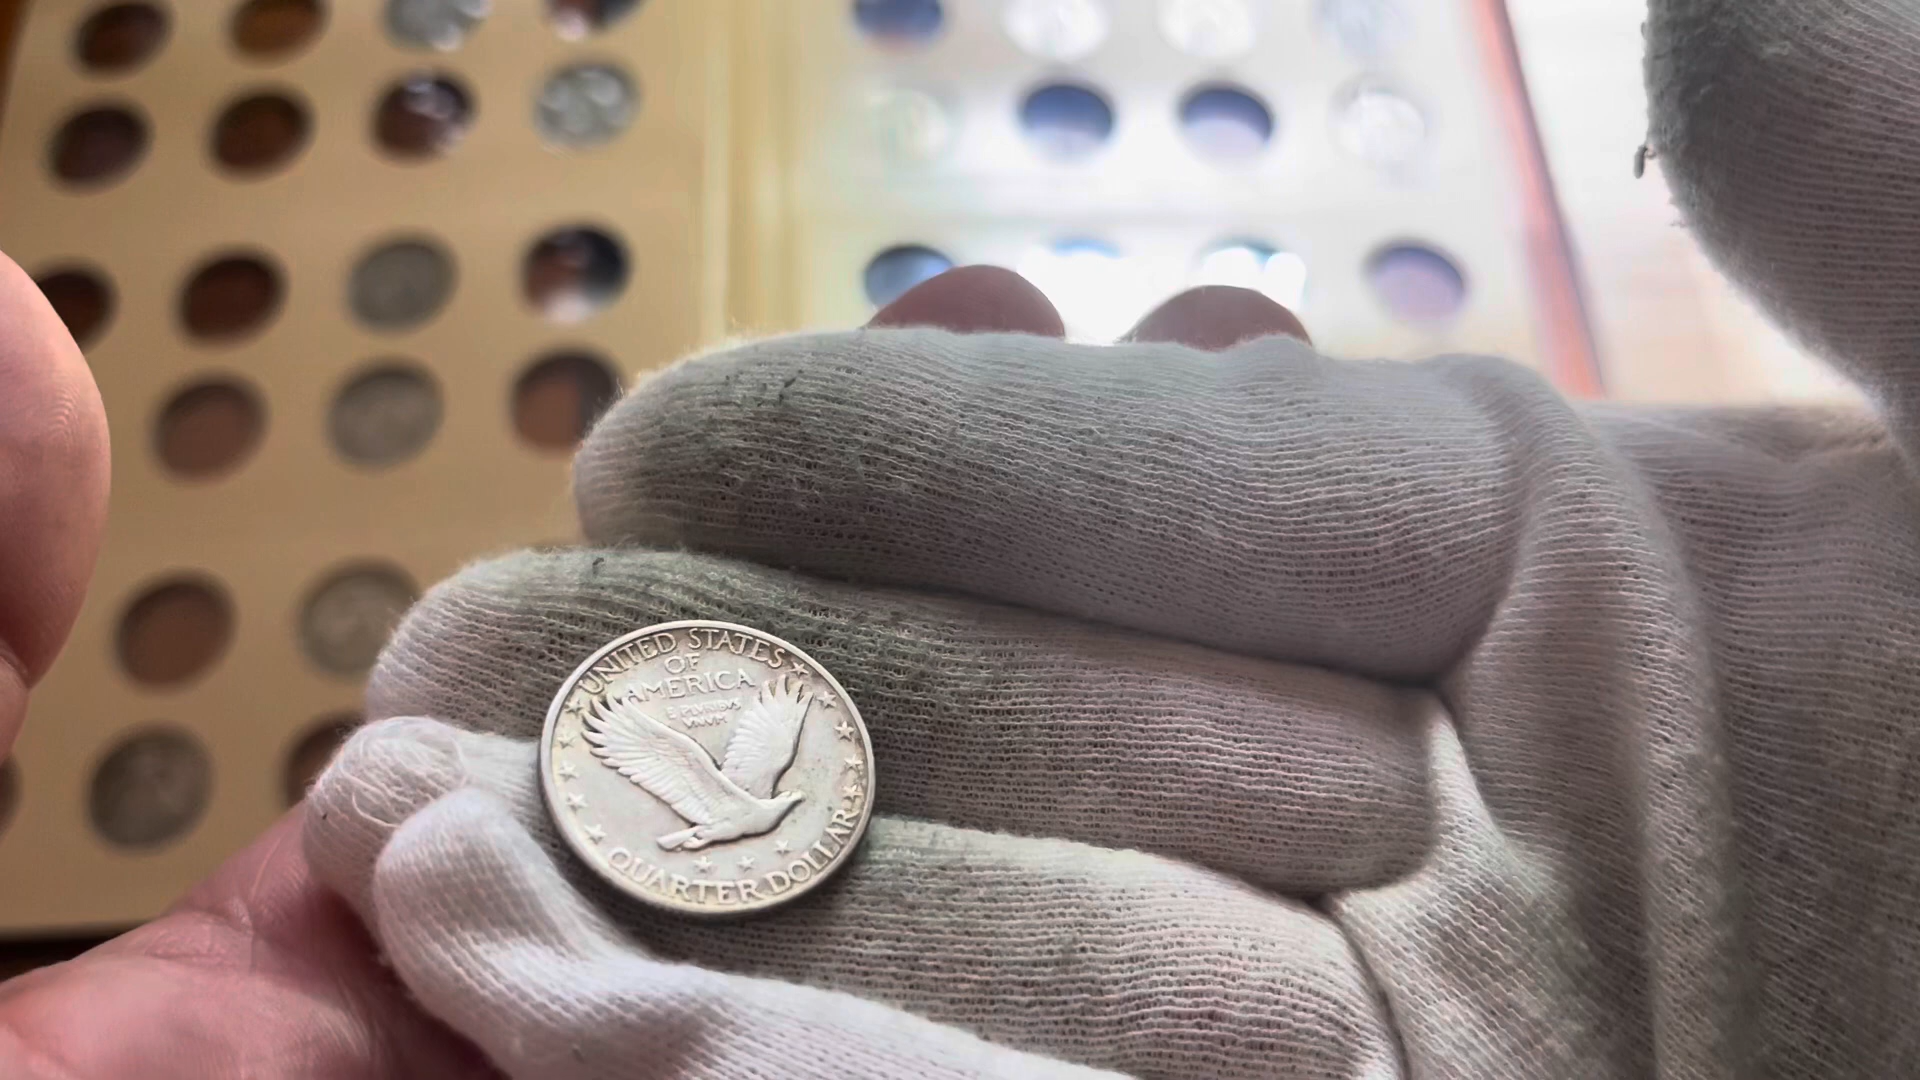 UNITED STATES
OF
AMERICA
E PLURIBUS
UNUM
QUARTER DOLLAR